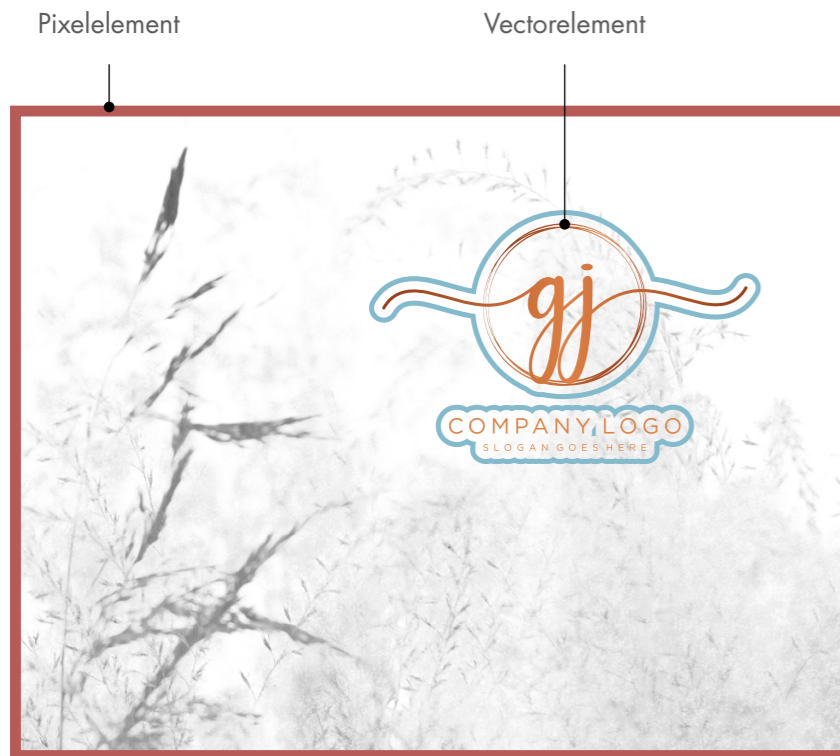 Pixelelement
Vectorelement
gj
COMPANY LOGO
SLOGAN GOES HERE